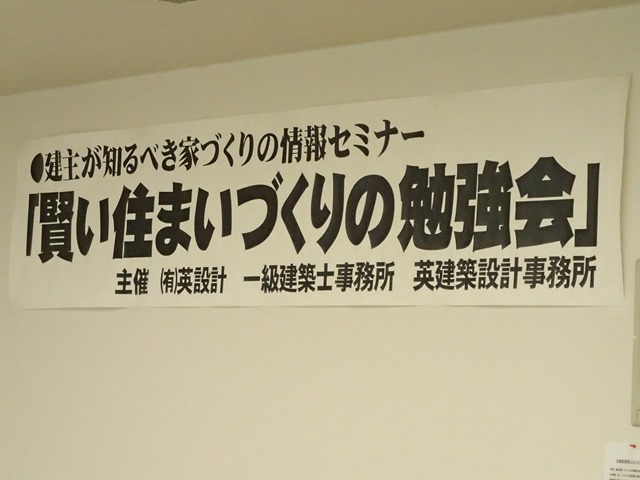 ●建主が知るべき家づくりの情報セミナー
「賢い住まいづくりの勉強会」
主催 (有)英設計 一級建築士事務所 英建築設計事務所